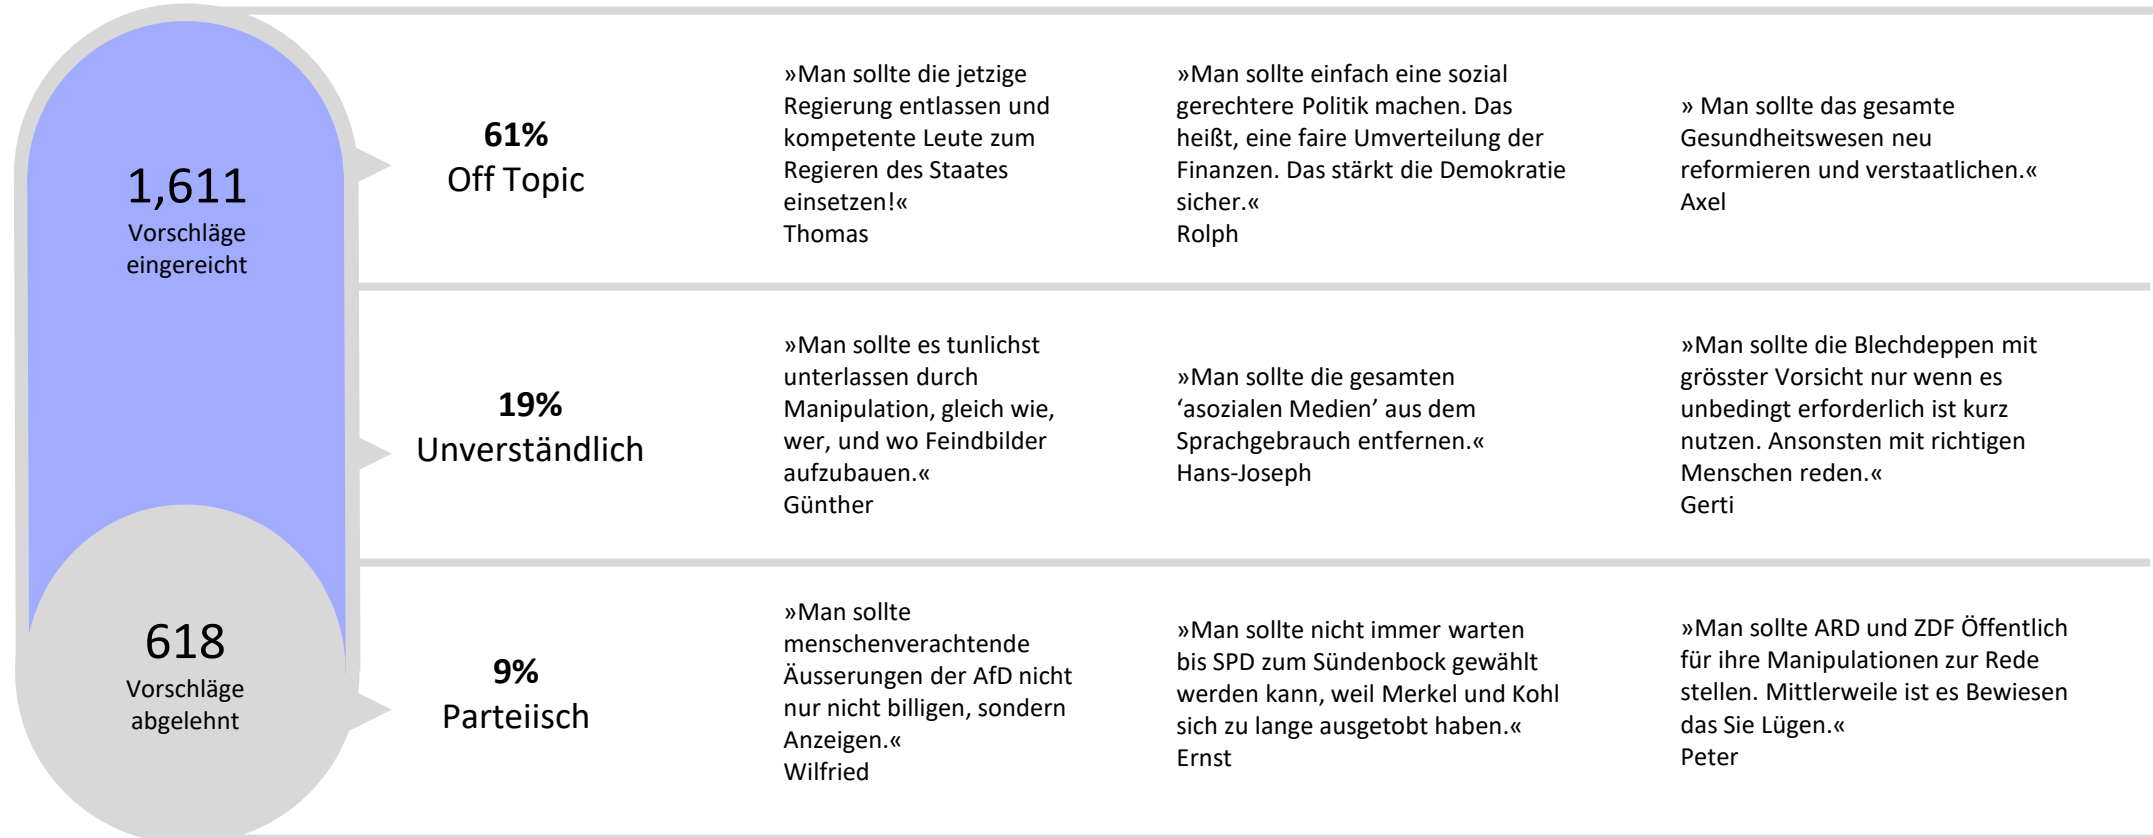 1,611
Vorschläge
eingereicht
618
Vorschläge
abgelehnt
61%
Off Topic
»Man sollte die jetzige
Regierung entlassen und
kompetente Leute zum
Regieren des Staates
einsetzen!«
Thomas
»Man sollte einfach eine sozial
gerechtere Politik machen. Das
heißt, eine faire Umverteilung der
Finanzen. Das stärkt die Demokratie
sicher.«
Rolph
» Man sollte das gesamte
Gesundheitswesen neu
reformieren und verstaatlichen.«
Axel
19%
Unverständlich
»Man sollte es tunlichst
unterlassen durch
Manipulation, gleich wie,
wer, und wo Feindbilder
aufzubauen.«
Günther
»Man sollte die gesamten
‘asozialen Medien’ aus dem
Sprachgebrauch entfernen.«
Hans-Joseph
»Man sollte die Blechdeppen mit
grösster Vorsicht nur wenn es
unbedingt erforderlich ist kurz
nutzen. Ansonsten mit richtigen
Menschen reden.«
Gerti
9%
Parteiisch
»Man sollte
menschenverachtende
Äusserungen der AfD nicht
nur nicht billigen, sondern
Anzeigen.«
Wilfried
»Man sollte nicht immer warten
bis SPD zum Sündenbock gewählt
werden kann, weil Merkel und Kohl
sich zu lange ausgetobt haben.«
Ernst
»Man sollte ARD und ZDF Öffentlich
für ihre Manipulationen zur Rede
stellen. Mittlerweile ist es Bewiesen
das Sie Lügen.«
Peter